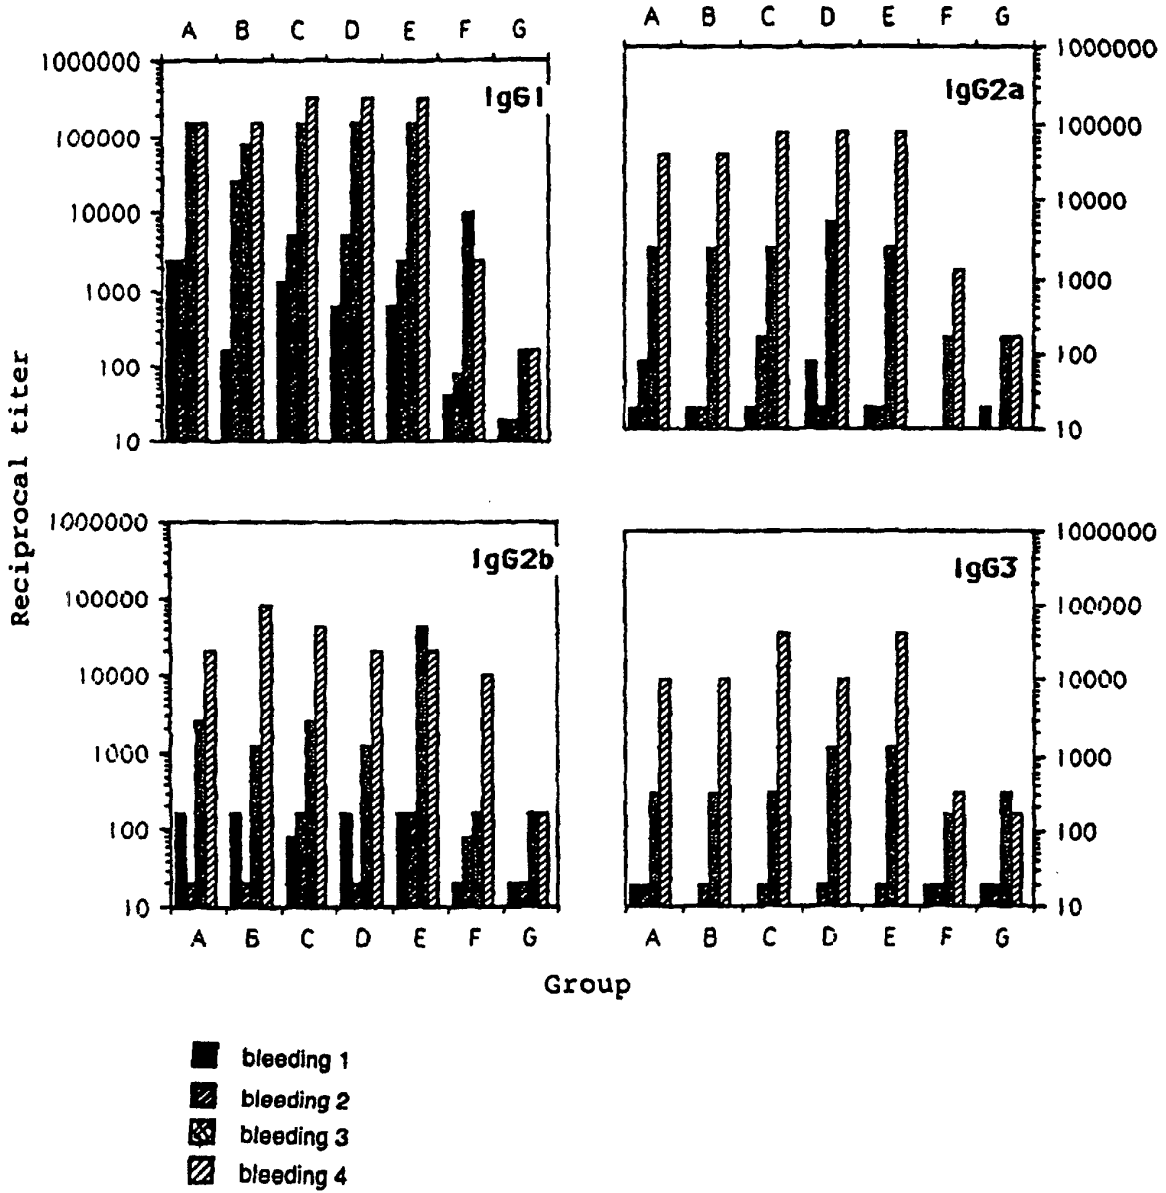 A B C D E F G
A B C D E F G
1000000
100000
10000
1000
100
10
IgG1
IgG2a
1000000
100000
10000
1000
100
10
Reciprocal titer
1000000
100000
10000
1000
100
10
IgG2b
IgG3
1000000
100000
10000
1000
100
10
A B C D E F G
A B C D E F G
Group
bleeding 1
bleeding 2
bleeding 3
bleeding 4